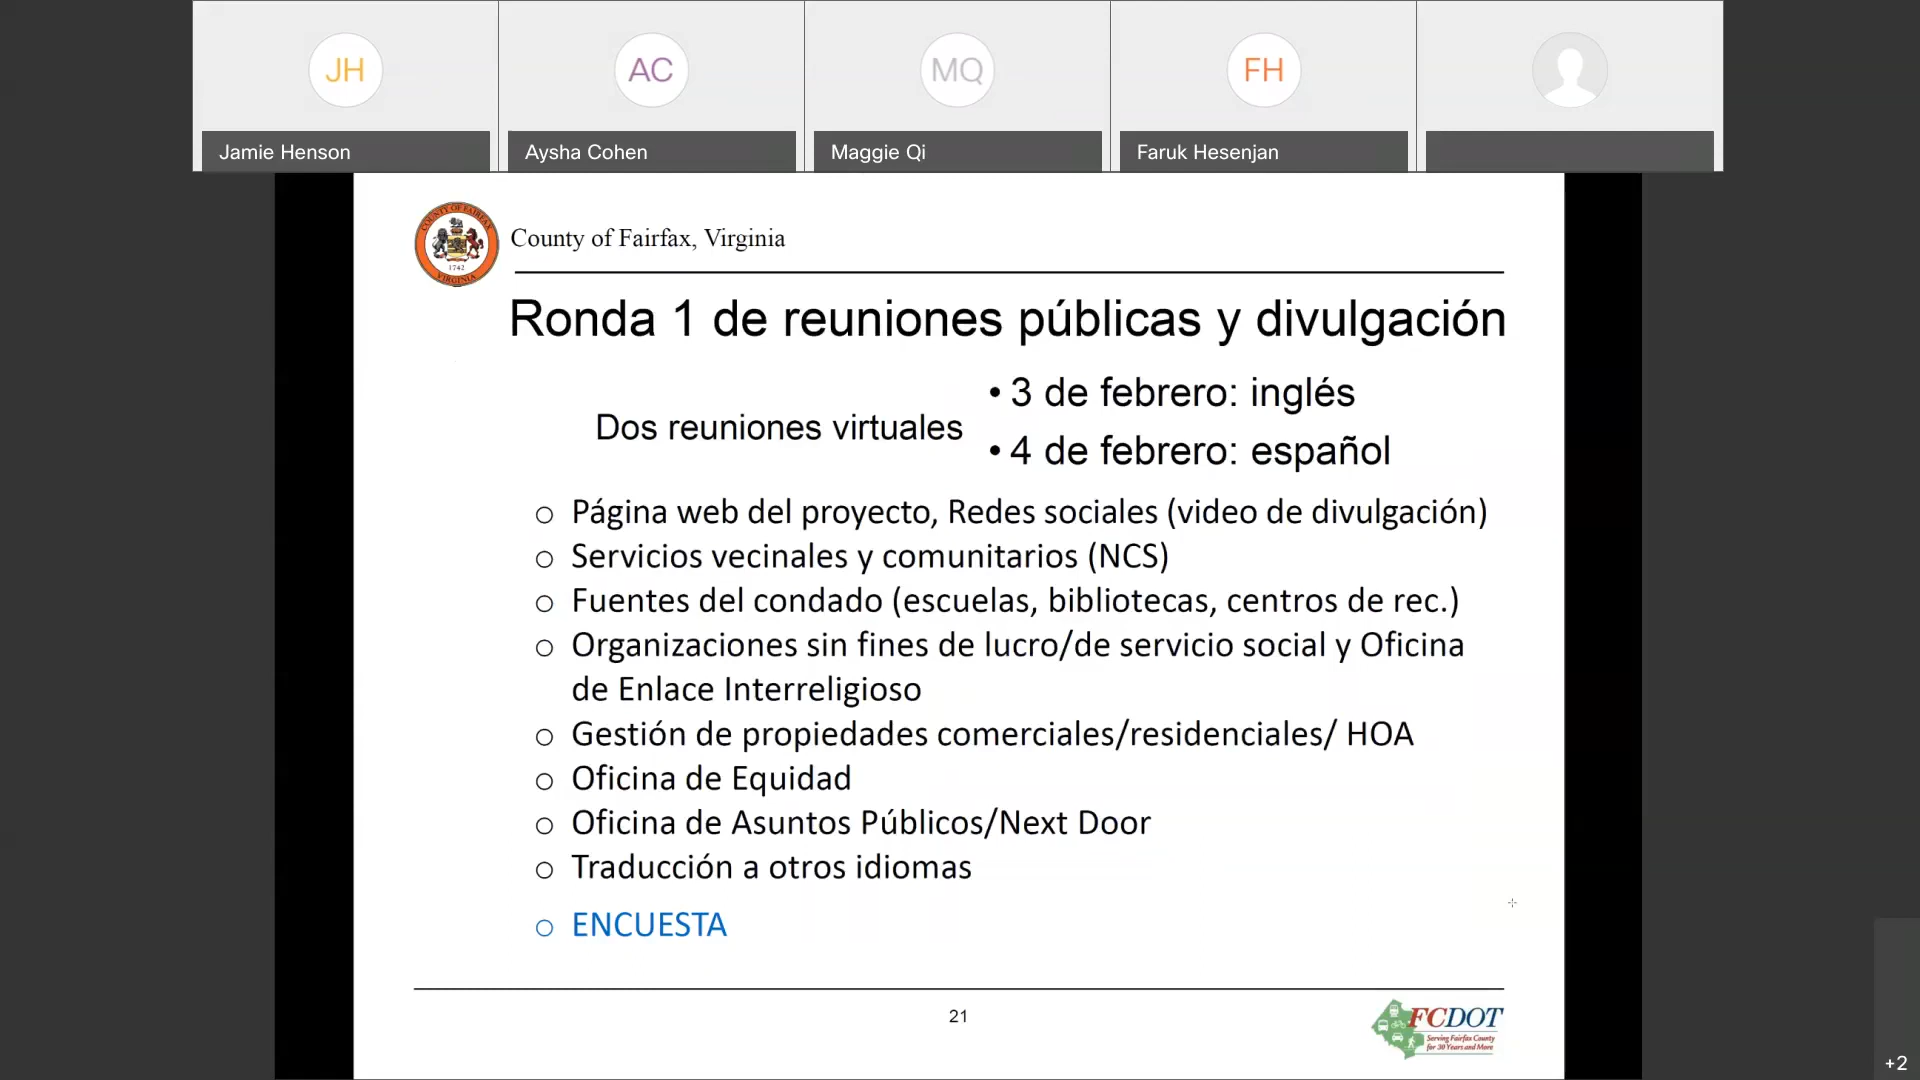 JH
AC
MQ
FH
Jamie Henson
Aysha Cohen
Maggie Qi
Faruk Hesenjan
COUNTY OF FAIRFAX
1742
VIRGINIA
County of Fairfax, Virginia
Ronda 1 de reuniones públicas y divulgación
Dos reuniones virtuales
• 3 de febrero: inglés
• 4 de febrero: español
o Página web del proyecto, Redes sociales (video de divulgación)
o Servicios vecinales y comunitarios (NCS)
o Fuentes del condado (escuelas, bibliotecas, centros de rec.)
o Organizaciones sin fines de lucro/de servicio social y Oficina
de Enlace Interreligioso
o Gestión de propiedades comerciales/residenciales/ HOA
o Oficina de Equidad
o Oficina de Asuntos Públicos/Next Door
o Traducción a otros idiomas
o ENCUESTA
21
FCDOT
Serving Fairfax County
for 30 Years and More
+2